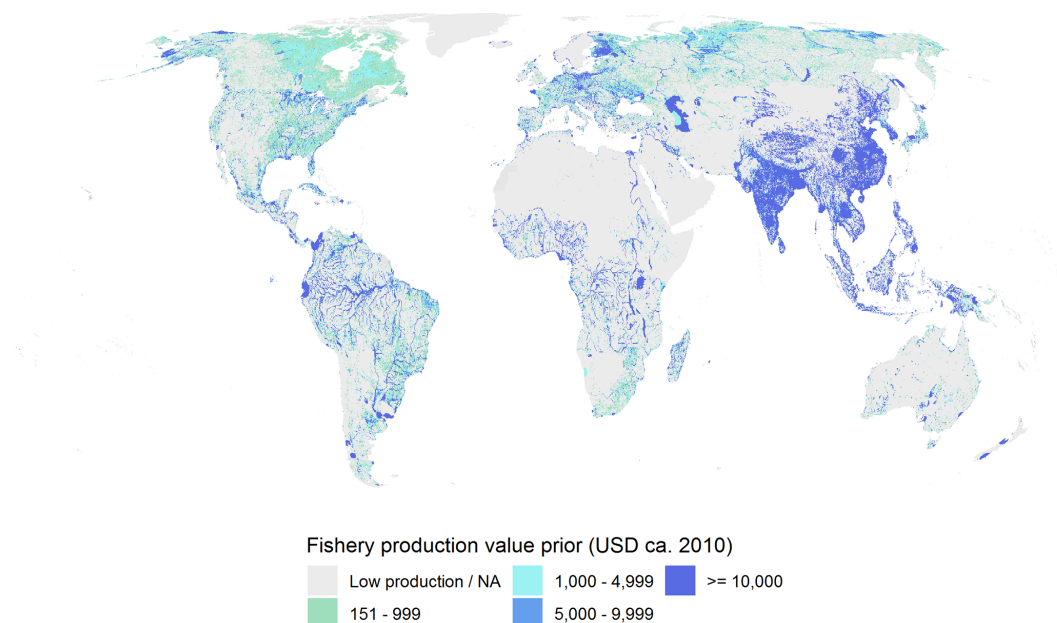 Fishery production value prior (USD ca. 2010)
Low production / NA
1,000 - 4,999
>= 10,000
151 - 999
5,000 - 9,999